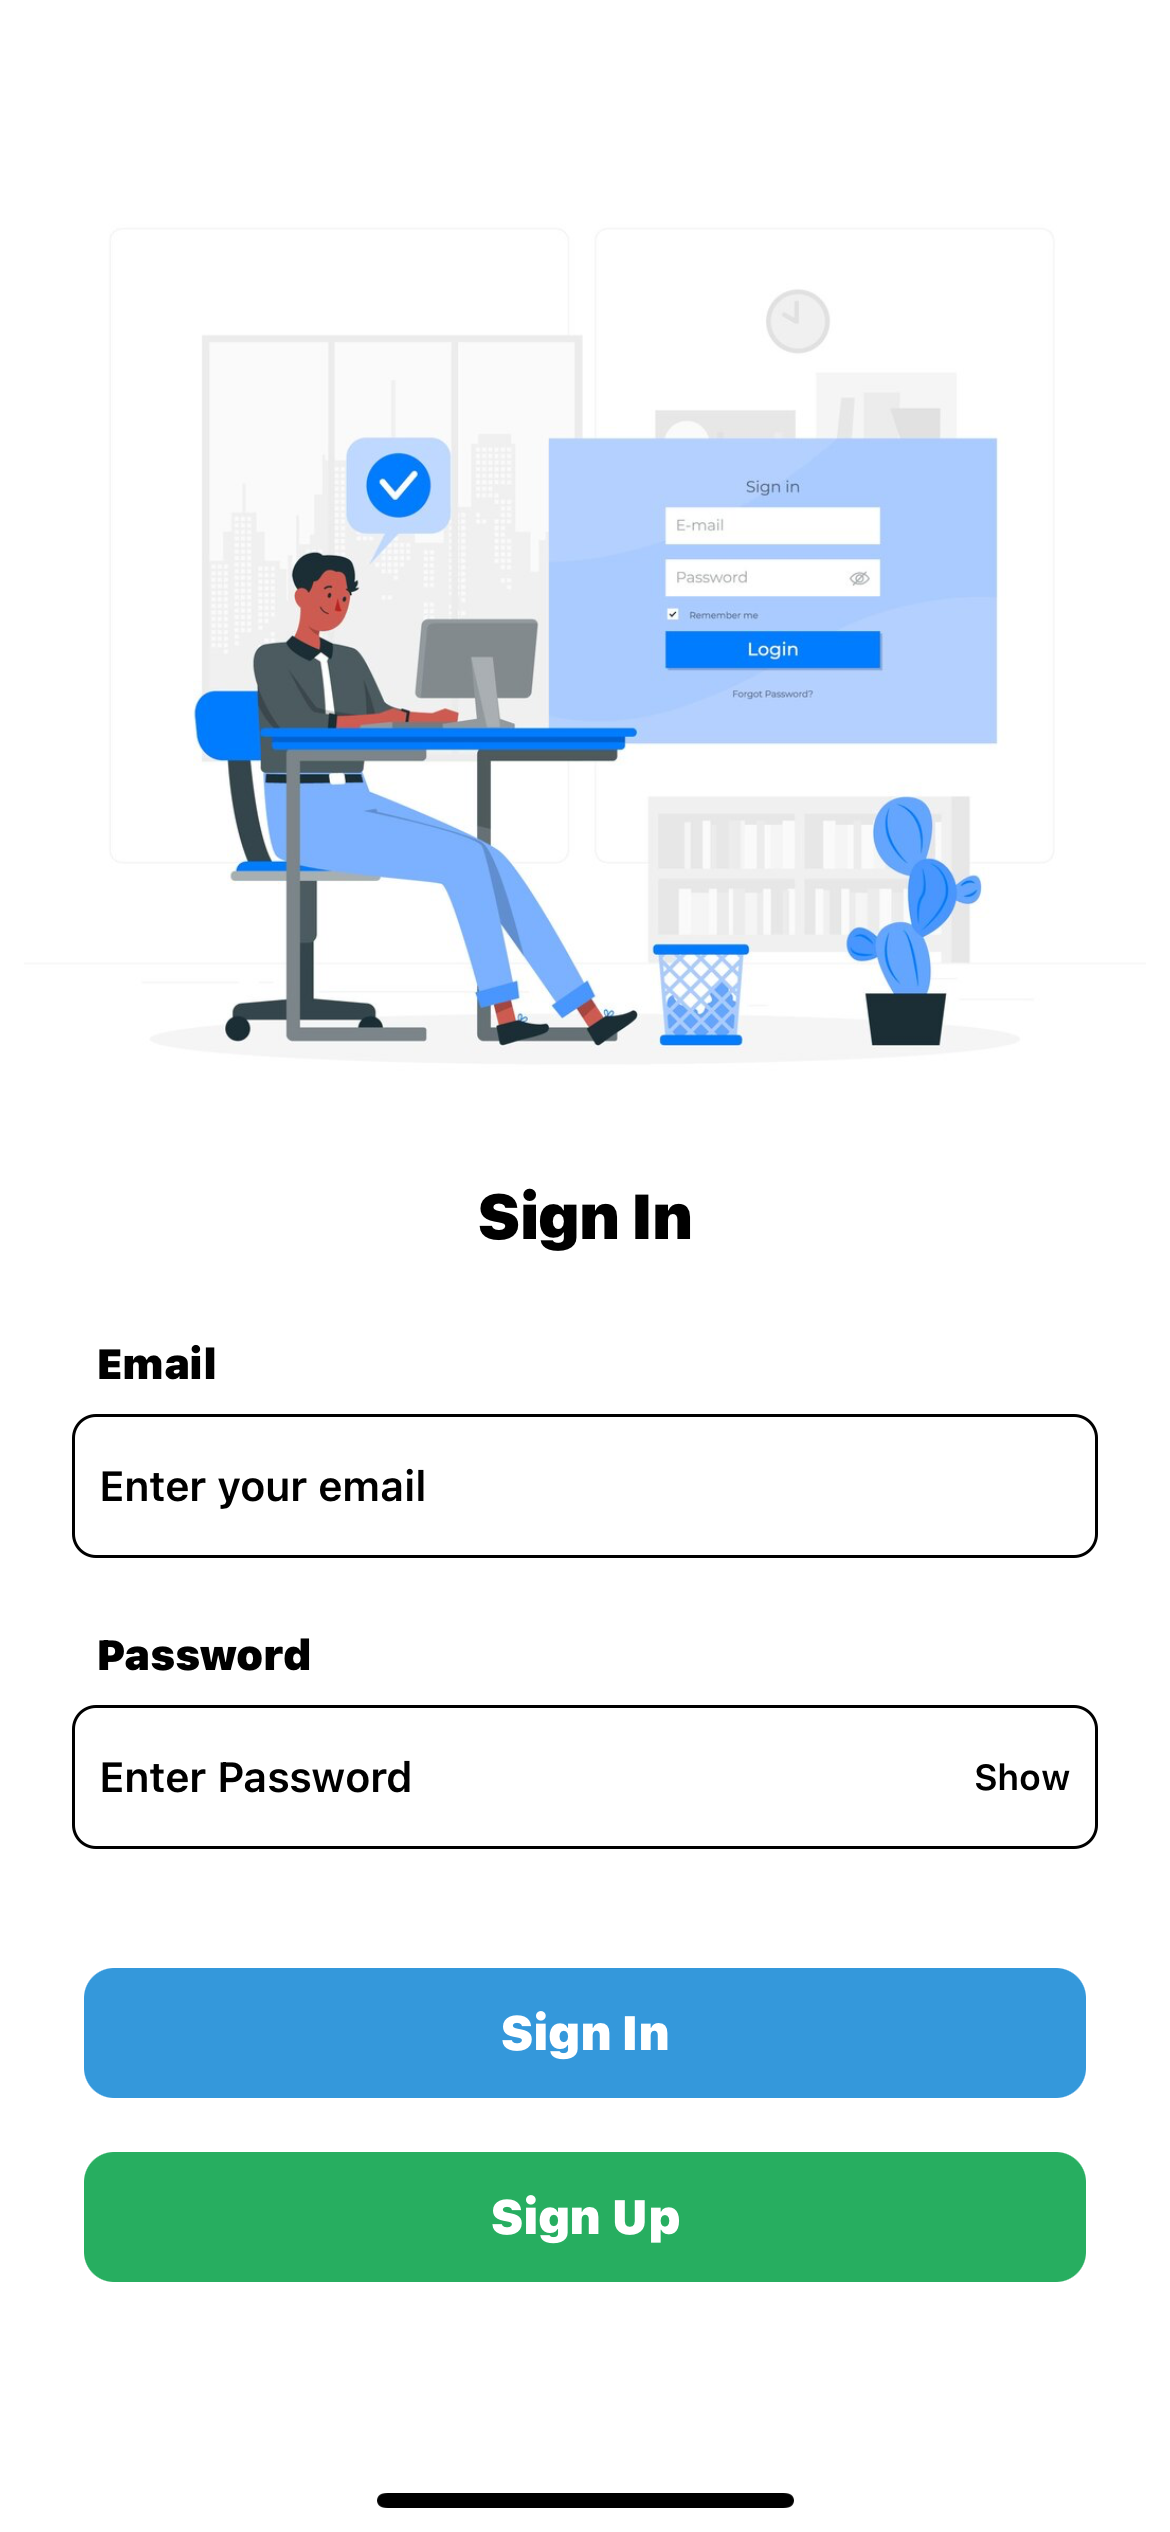 Sign in
E-mail
Password
Remember me
Login
Forgot Password?
Sign In
Email
Enter your email
Password
Enter Password Show
Sign In
Sign Up